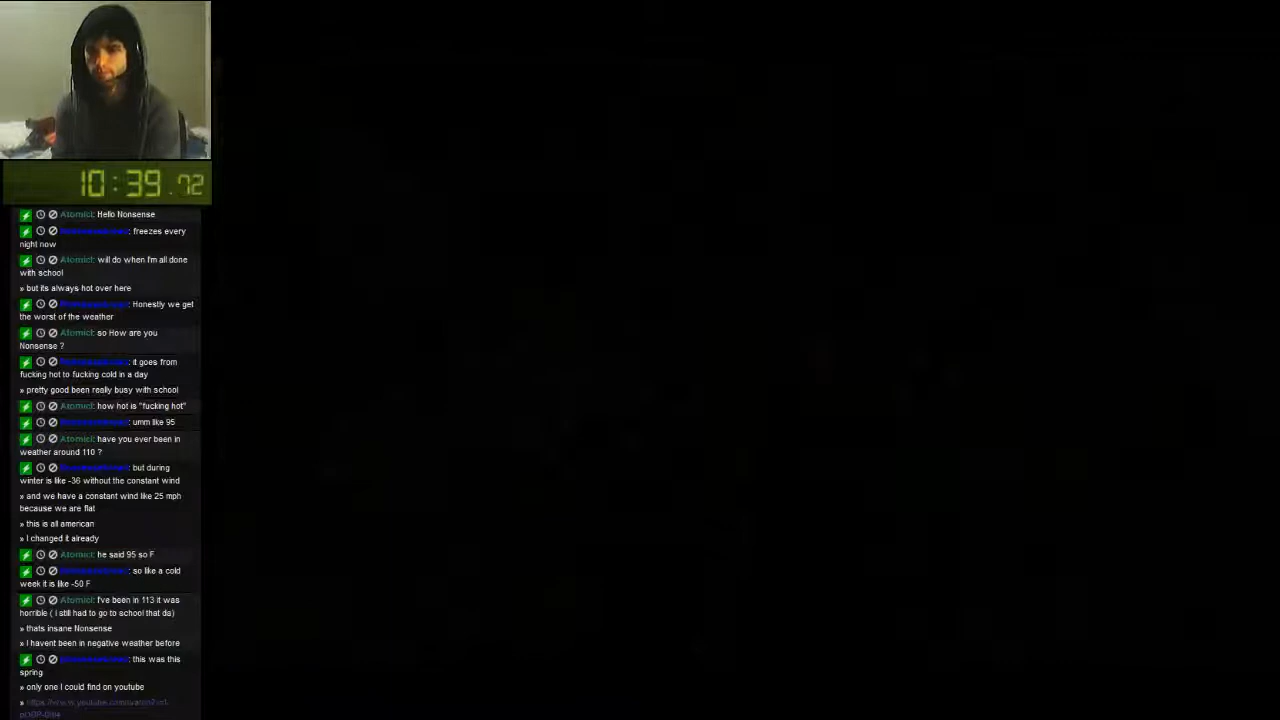 10:39.72
Atomicl: Hello Nonsense
: freezes every
night now
Atomicl: will do when I'm all done
with school
» but its always hot over here
: Honestly we get
the worst of the weather
Atomicl: so How are you
Nonsense ?
: it goes from
fucking hot to fucking cold in a day
» pretty good been really busy with school
Atomicl: how hot is "fucking hot"
: umm like 95
Atomicl: have you ever been in
weather around 110 ?
: but during
winter is like -36 without the constant wind
» and we have a constant wind like 25 mph
because we are flat
» this is all american
» I changed it already
Atomicl: he said 95 so F
: so like a cold
week it is like -50 F
Atomicl: I've been in 113 it was
horrible ( i still had to go to school that da)
» thats insane Nonsense
» I havent been in negative weather before
: this was this
spring
» only one I could find on youtube
»